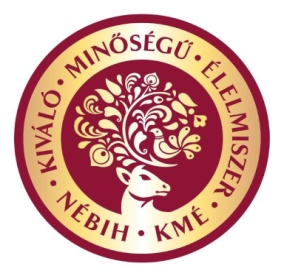 • KIVÁLÓ • MINŐSÉGŰ • ÉLELMISZER •
NÉBIH • KMÉ